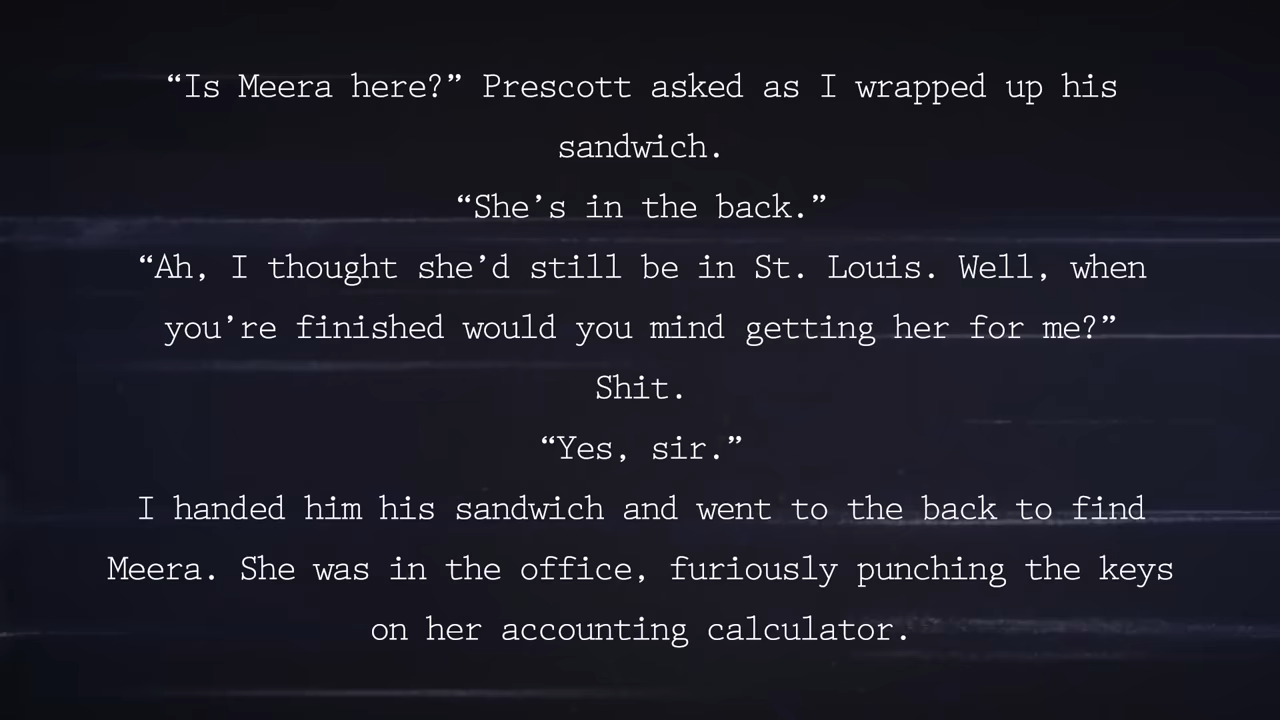 “Is Meera here?” Prescott asked as I wrapped up his
sandwich.
“She’s in the back.”
“Ah, I thought she’d still be in St. Louis. Well, when
you’re finished would you mind getting her for me?”
Shit.
“Yes, sir.”
I handed him his sandwich and went to the back to find
Meera. She was in the office, furiously punching the keys
on her accounting calculator.